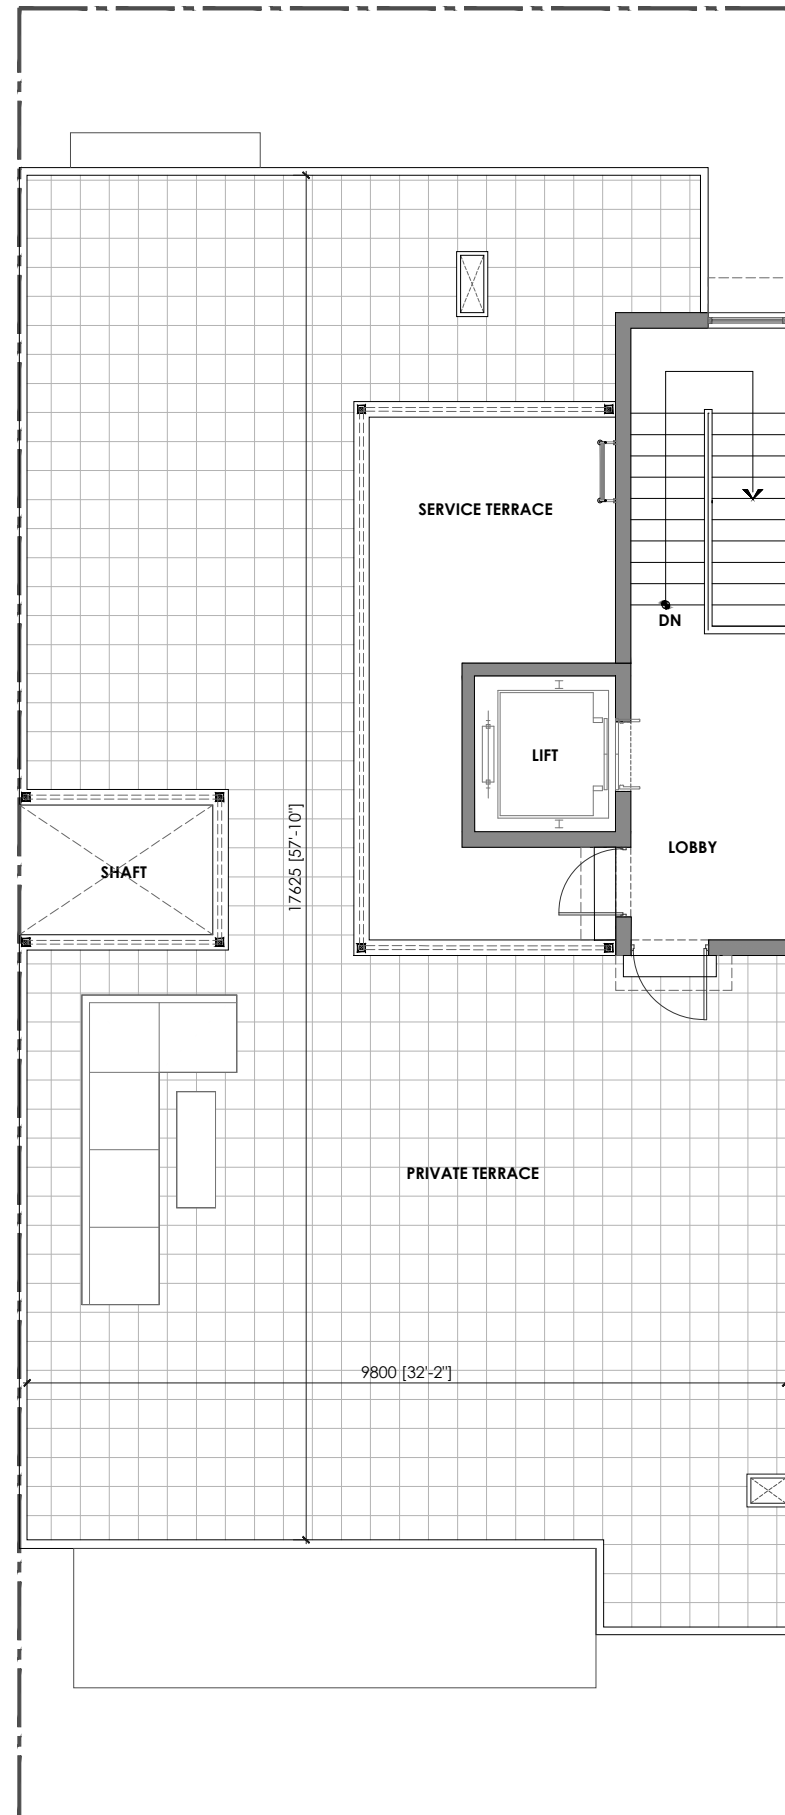 SERVICE TERRACE
DN
LIFT
LOBBY
SHAFT
17625 [57'-10"]
PRIVATE TERRACE
9800 [32'-2"]